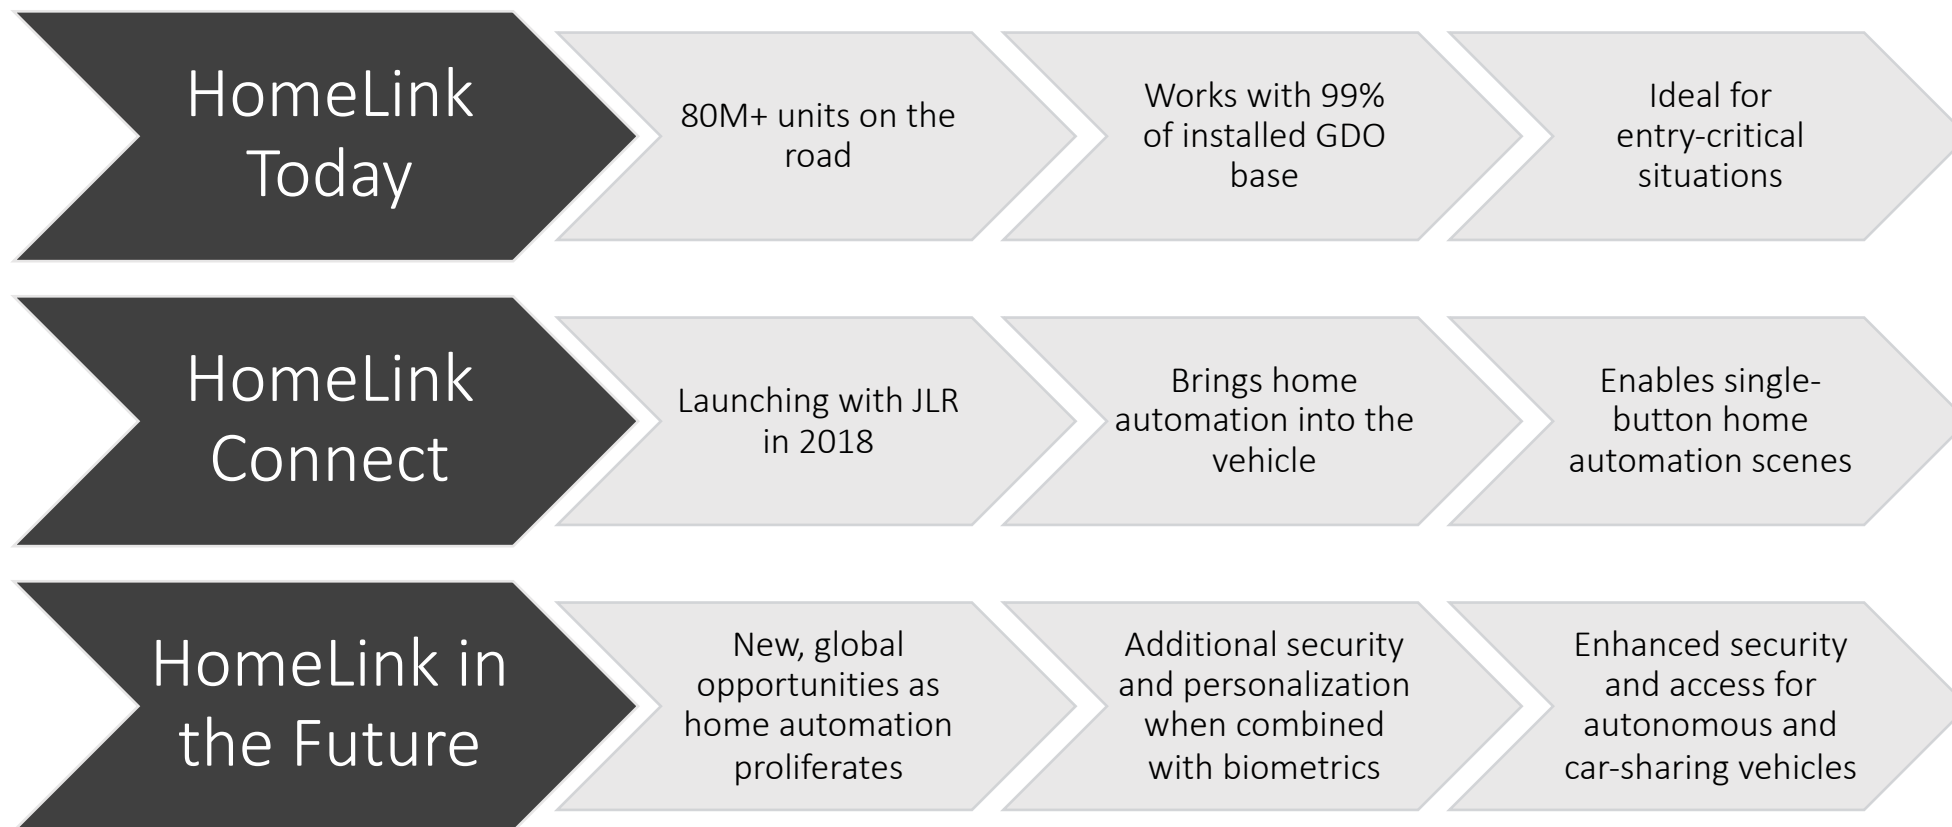 HomeLink
Today
80M+ units on the
road
Works with 99%
of installed GDO
base
Ideal for
entry-critical
situations
HomeLink
Connect
Launching with JLR
in 2018
Brings home
automation into the
vehicle
Enables single-
button home
automation scenes
HomeLink in
the Future
New, global
opportunities as
home automation
proliferates
Additional security
and personalization
when combined
with biometrics
Enhanced security
and access for
autonomous and
car-sharing vehicles